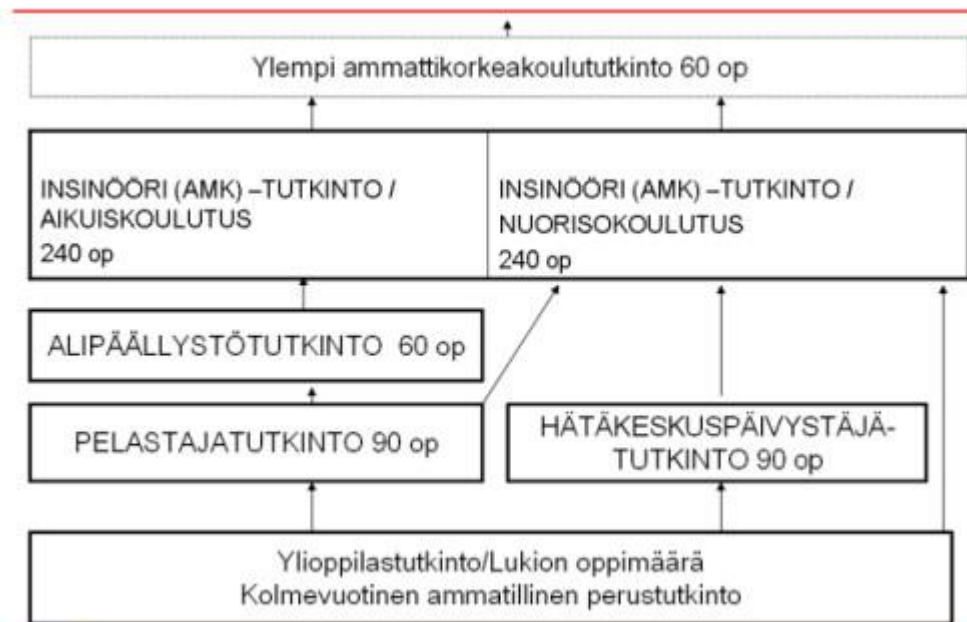 Ylempi ammattikorkeakoulututkinto 60 op
INSINÖÖRI (AMK) –TUTKINTO /
AIKUISKOULUTUS
240 op
INSINÖÖRI (AMK) –TUTKINTO /
NUORISOKOULUTUS
240 op
ALIPÄÄLLYSTÖTUTKINTO 60 op
PELASTAJATUTKINTO 90 op
HÄTÄKESKUSPÄIVYSTÄJÄ-
TUTKINTO 90 op
Ylioppilastutkinto/Lukion oppimäärä
Kolmevuotinen ammatillinen perustutkinto